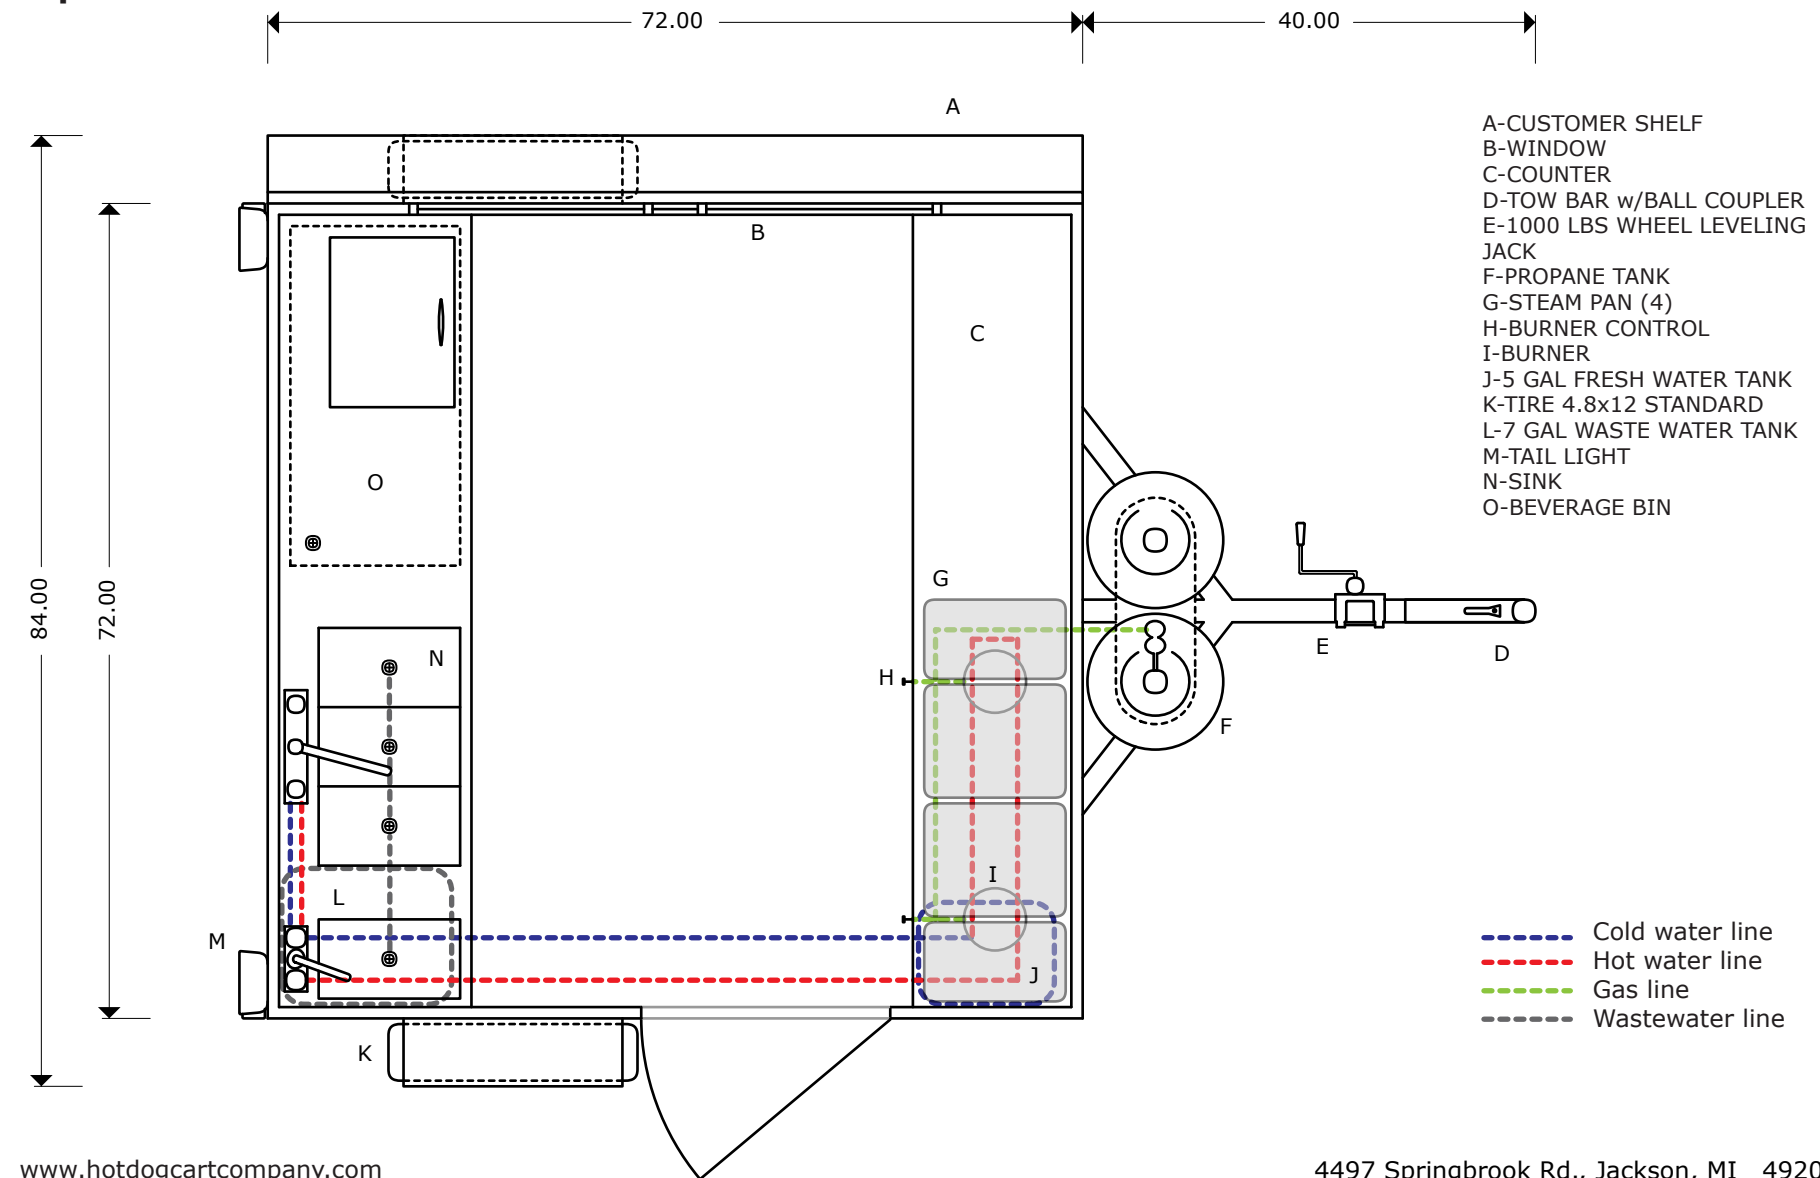 72.00
40.00
A
A-CUSTOMER SHELF
B-WINDOW
C-COUNTER
D-TOW BAR w/BALL COUPLER
E-1000 LBS WHEEL LEVELING
JACK
F-PROPANE TANK
G-STEAM PAN (4)
H-BURNER CONTROL
I-BURNER
J-5 GAL FRESH WATER TANK
K-TIRE 4.8x12 STANDARD
L-7 GAL WASTE WATER TANK
M-TAIL LIGHT
N-SINK
O-BEVERAGE BIN
B
C
O
G
84.00
72.00
N
H
E
D
F
I
L
M
J
K
Cold water line
Hot water line
Gas line
Wastewater line
www.hotdogcartcompany.com
4497 Springbrook Rd., Jackson, MI 4920